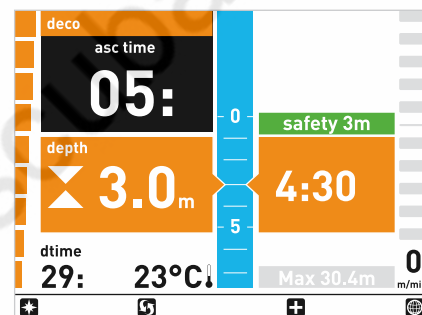 deco
asc time
05:
0
safety 3m
depth
3.0m
4:30
5
dtime
29:
23°C
Max 30.4m
0